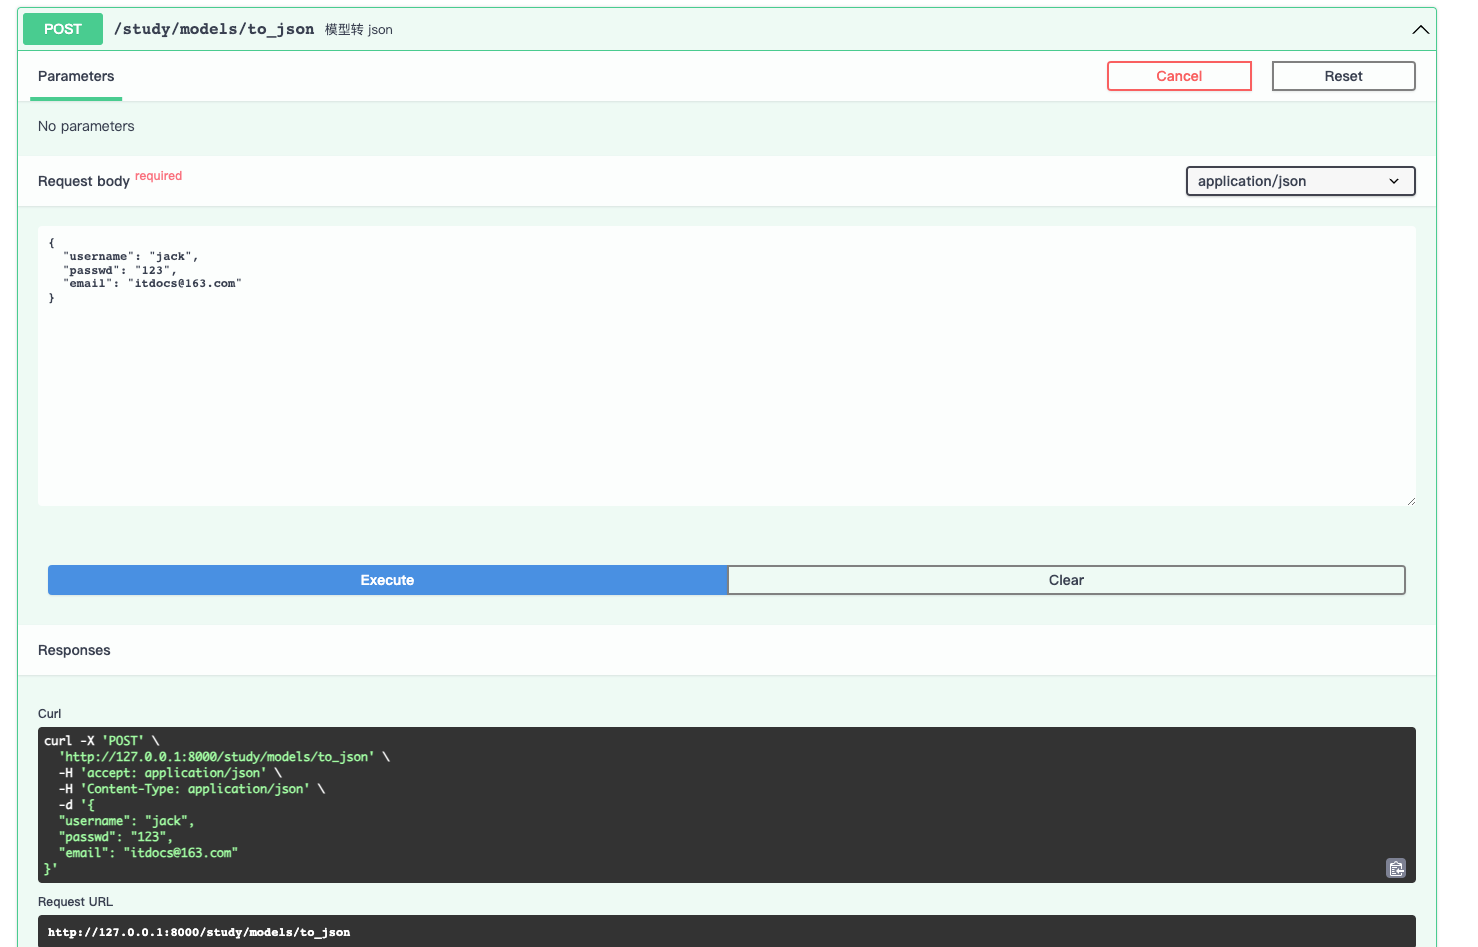 POST /study/models/to_json 模型转 json
Parameters
Cancel
Reset
No parameters
Request body required
application/json
{
  "username": "jack",
  "passwd": "123",
  "email": "itdocs@163.com"
}
Execute
Clear
Responses
Curl
curl -X 'POST' \
  'http://127.0.0.1:8000/study/models/to_json' \
  -H 'accept: application/json' \
  -H 'Content-Type: application/json' \
  -d '{
  "username": "jack",
  "passwd": "123",
  "email": "itdocs@163.com"
}'
Request URL
http://127.0.0.1:8000/study/models/to_json